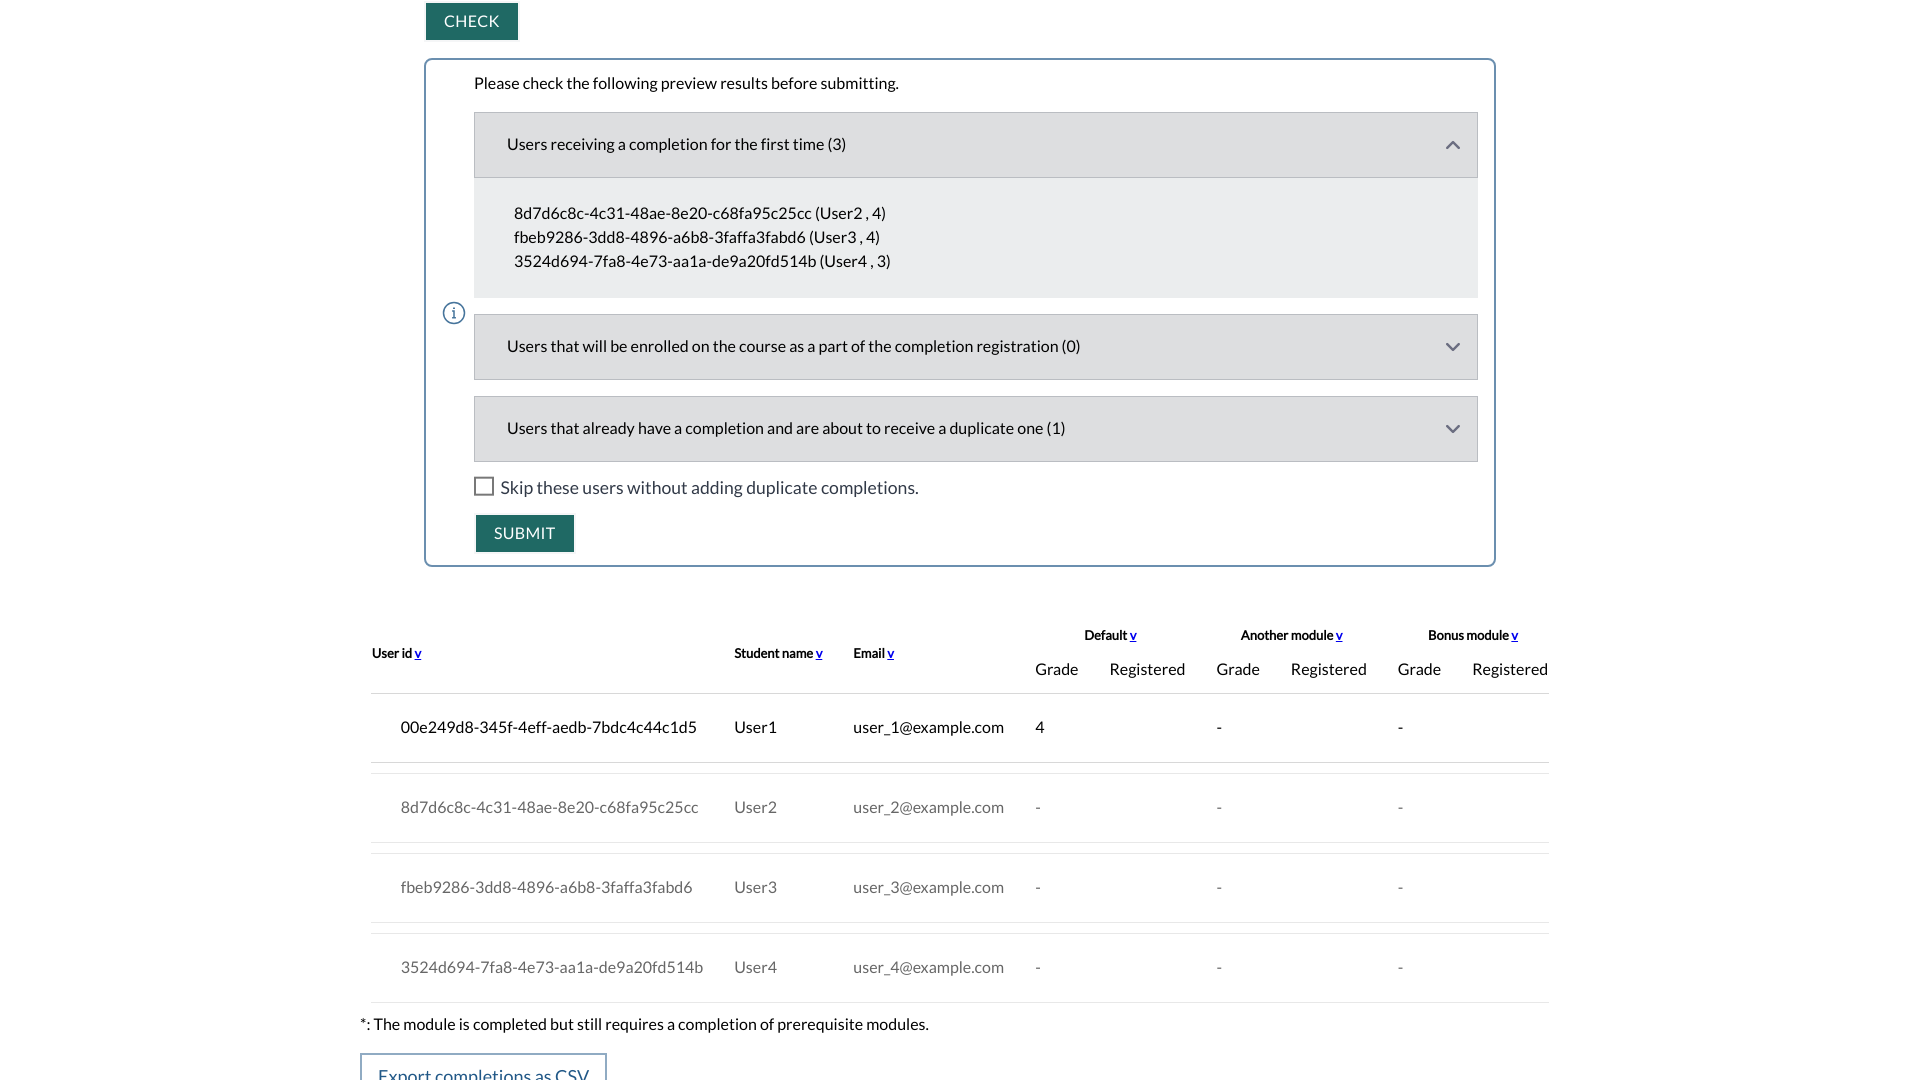 CHECK
Please check the following preview results before submitting.
Users receiving a completion for the first time (3)
8d7d6c8c-4c31-48ae-8e20-c68fa95c25cc (User2 , 4)
fbeb9286-3dd8-4896-a6b8-3faffa3fabd6 (User3 , 4)
3524d694-7fa8-4e73-aa1a-de9a20fd514b (User4 , 3)
Users that will be enrolled on the course as a part of the completion registration (0)
Users that already have a completion and are about to receive a duplicate one (1)
Skip these users without adding duplicate completions.
SUBMIT
Default v Another module v Bonus module v
User id v Student name v Email v
Grade Registered Grade Registered Grade Registered
00e249d8-345f-4eff-aedb-7bdc4c44c1d5 User1 user_1@example.com 4 - -
8d7d6c8c-4c31-48ae-8e20-c68fa95c25cc User2 user_2@example.com - - -
fbeb9286-3dd8-4896-a6b8-3faffa3fabd6 User3 user_3@example.com - - -
3524d694-7fa8-4e73-aa1a-de9a20fd514b User4 user_4@example.com - - -
*: The module is completed but still requires a completion of prerequisite modules.
Export completions as CSV